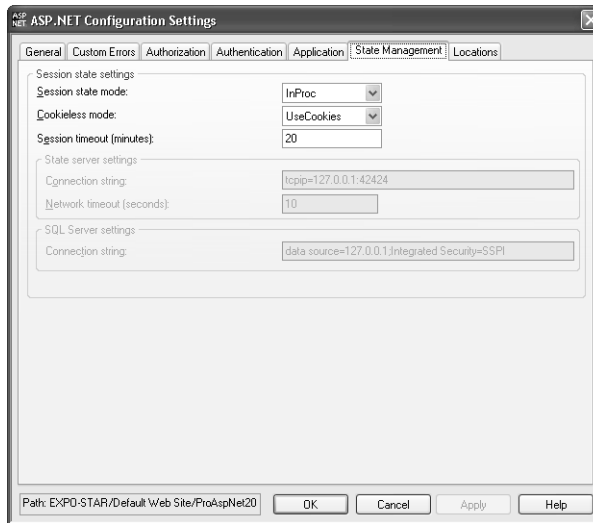 ASP.NET ASP.NET Configuration Settings
General Custom Errors Authorization Authentication Application State Management Locations
Session state settings
Session state mode: InProc
Cookieless mode: UseCookies
Session timeout (minutes): 20
State server settings
Connection string: tcpip=127.0.0.1:42424
Network timeout (seconds): 10
SQL Server settings
Connection string: data source=127.0.0.1;Integrated Security=SSPI
Path: EXPO-STAR/Default Web Site/ProAspNet20 OK Cancel Apply Help